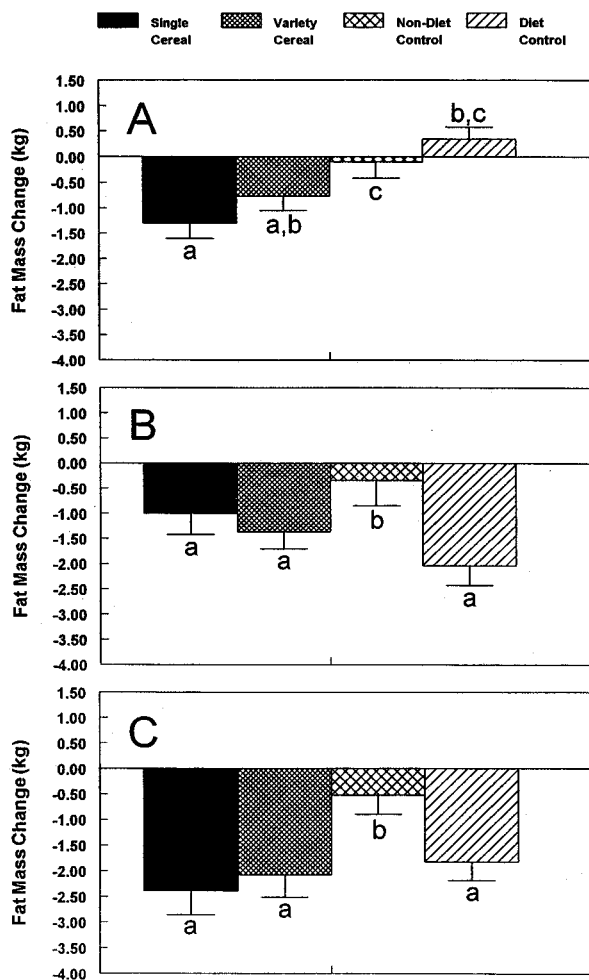 Single Cereal
Variety Cereal
Non-Diet Control
Diet Control
A
Fat Mass Change (kg)
1.50
1.00
0.50
0.00
-0.50
-1.00
-1.50
-2.00
-2.50
-3.00
-3.50
-4.00
a
a,b
c
b,c
B
Fat Mass Change (kg)
1.50
1.00
0.50
0.00
-0.50
-1.00
-1.50
-2.00
-2.50
-3.00
-3.50
-4.00
a
a
b
a
C
Fat Mass Change (kg)
1.50
1.00
0.50
0.00
-0.50
-1.00
-1.50
-2.00
-2.50
-3.00
-3.50
-4.00
a
a
b
a